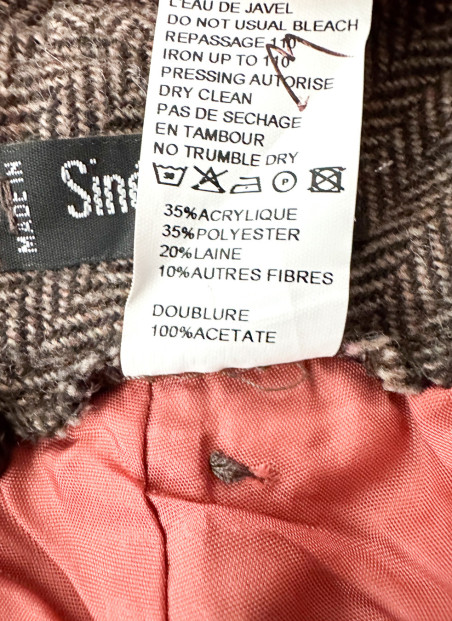 L'EAU DE JAVEL
DO NOT USUAL BLEACH
REPASSAGE 110
IRON UP TO 110
PRESSING AUTORISE
DRY CLEAN
PAS DE SECHAGE
EN TAMBOUR
NO TRUMBLE DRY
P
35%ACRYLIQUE
35%POLYESTER
20%LAINE
10%AUTRES FIBRES
DOUBLURE
100%ACETATE
MADE IN